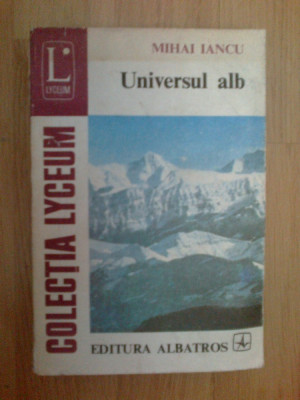 L
LYCEUM
MIHAI IANCU
Universul alb
COLECȚIA LYCEUM
EDITURA ALBATROS